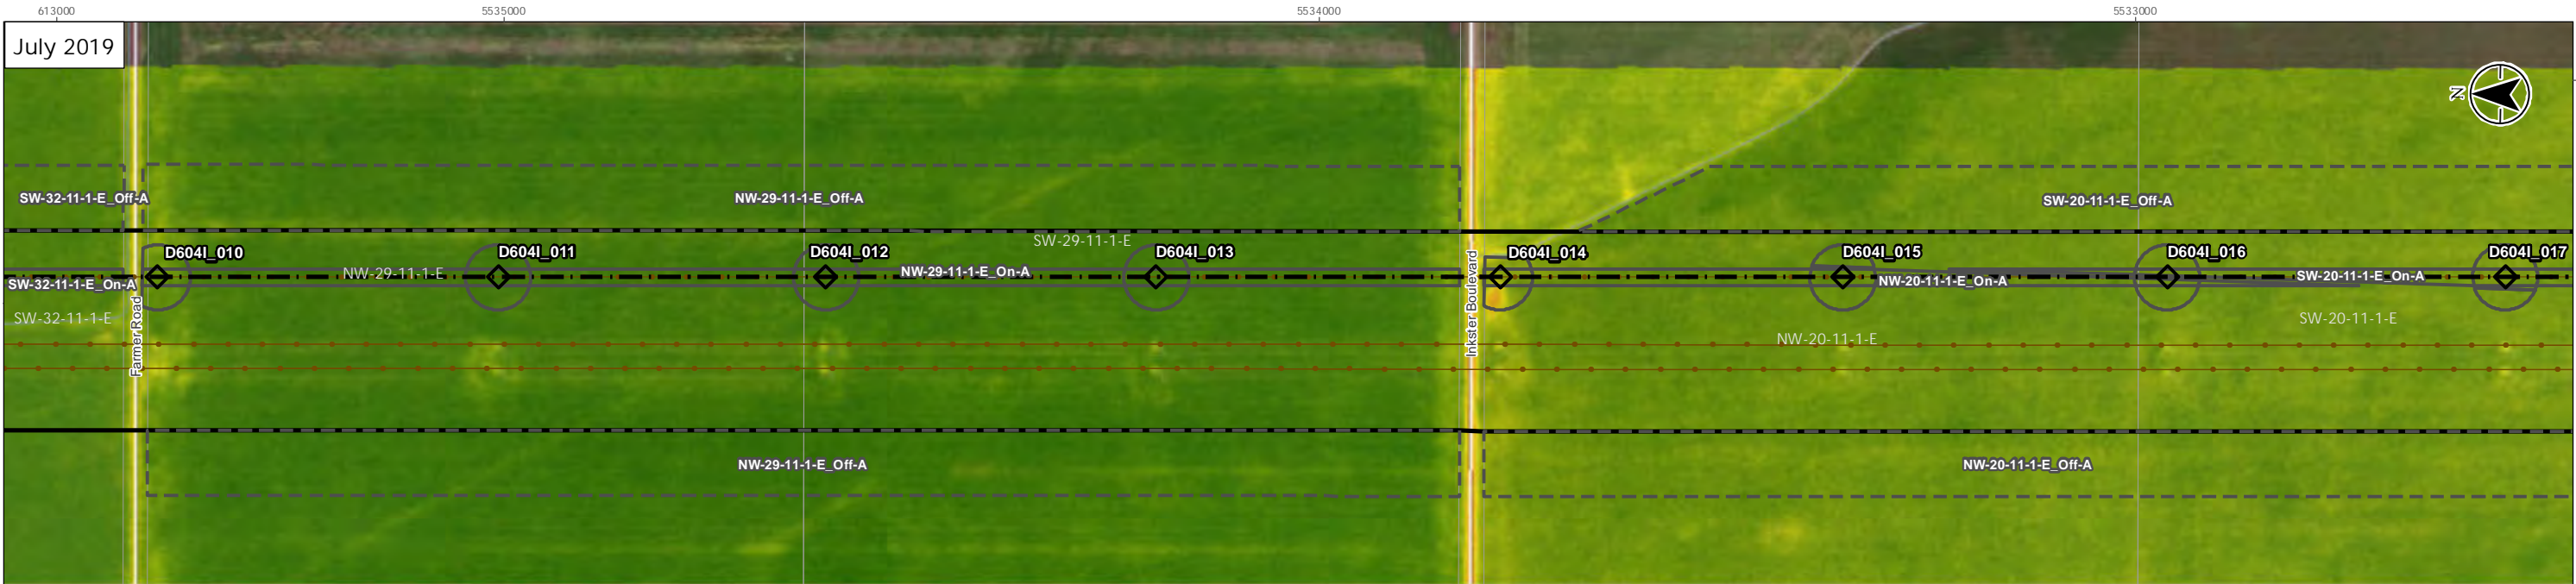 613000 5535000 5534000 5533000
July 2019
N
SW-32-11-1-E_Off-A NW-29-11-1-E_Off-A SW-20-11-1-E_Off-A
SW-29-11-1-E
D604I_010 D604I_011 D604I_012 D604I_013 D604I_014 D604I_015 D604I_016 D604I_017
NW-29-11-1-E NW-29-11-1-E_On-A SW-20-11-1-E_On-A
SW-32-11-1-E_On-A NW-20-11-1-E_On-A
SW-32-11-1-E SW-20-11-1-E
Farmer Road Inkster Boulevard
NW-20-11-1-E
NW-29-11-1-E_Off-A NW-20-11-1-E_Off-A